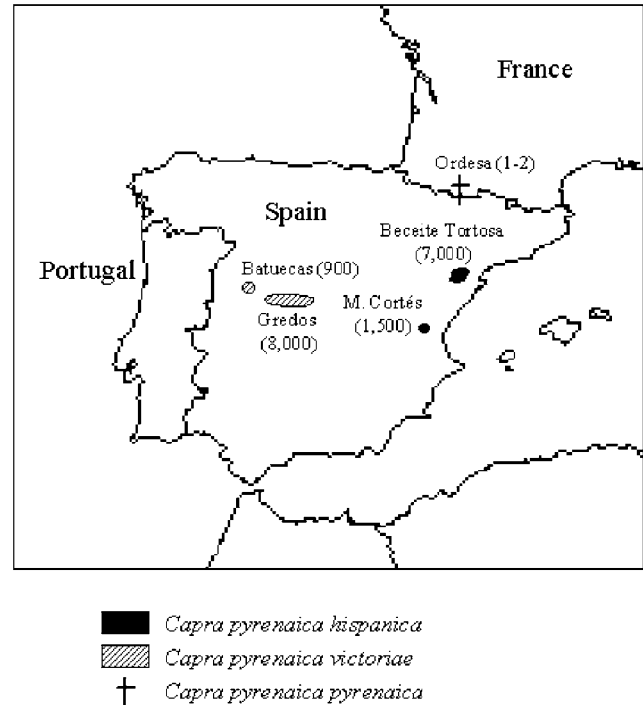 France
Ordesa (1-2)
Spain
Beceite Tortosa
(7,000)
Portugal
Batuecas (900)
M. Cortés
(1,500)
Gredos
(8,000)
Capra pyrenaica hispanica
Capra pyrenaica victoriae
Capra pyrenaica pyrenaica